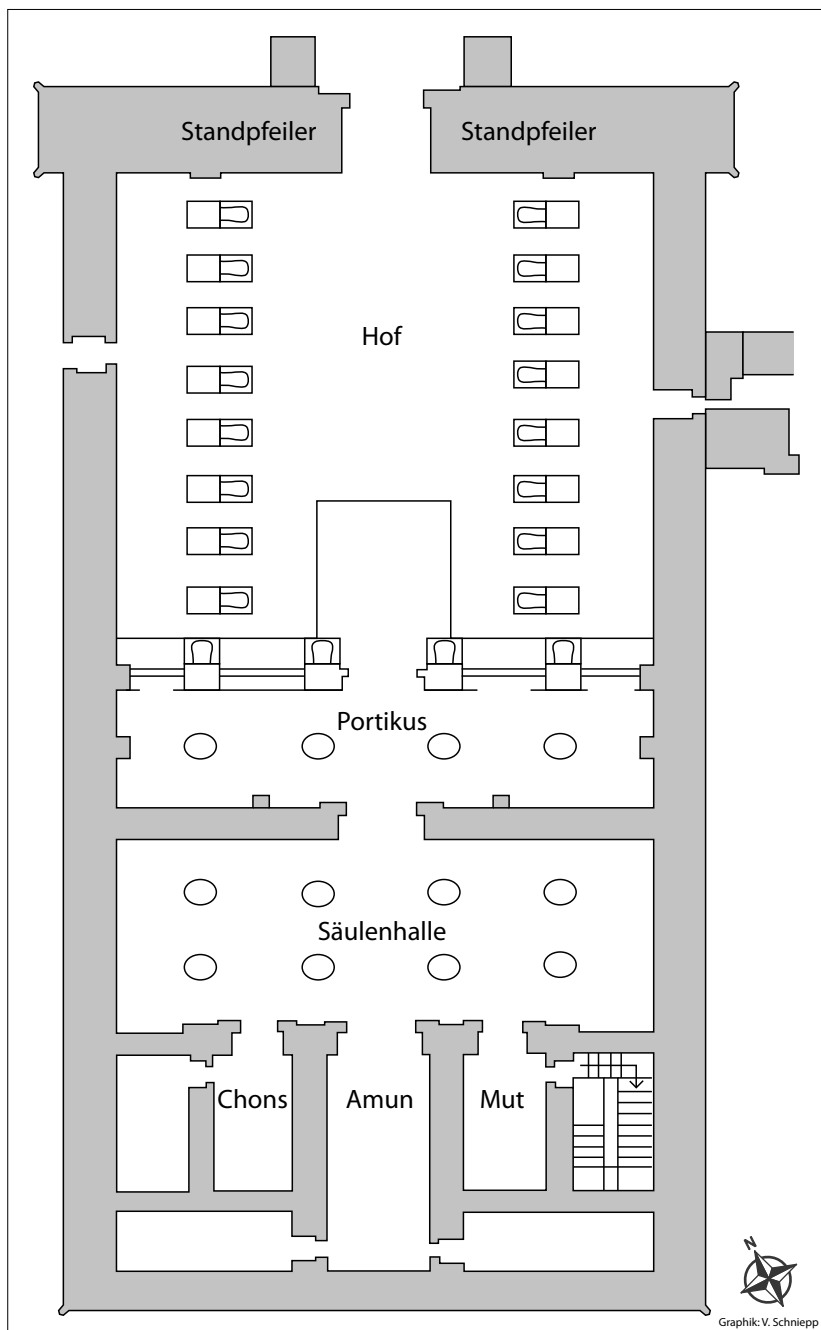 Standpfeiler
Standpfeiler
Hof
Portikus
Säulenhalle
Chons
Amun
Mut
N
Graphik: V. Schniepp